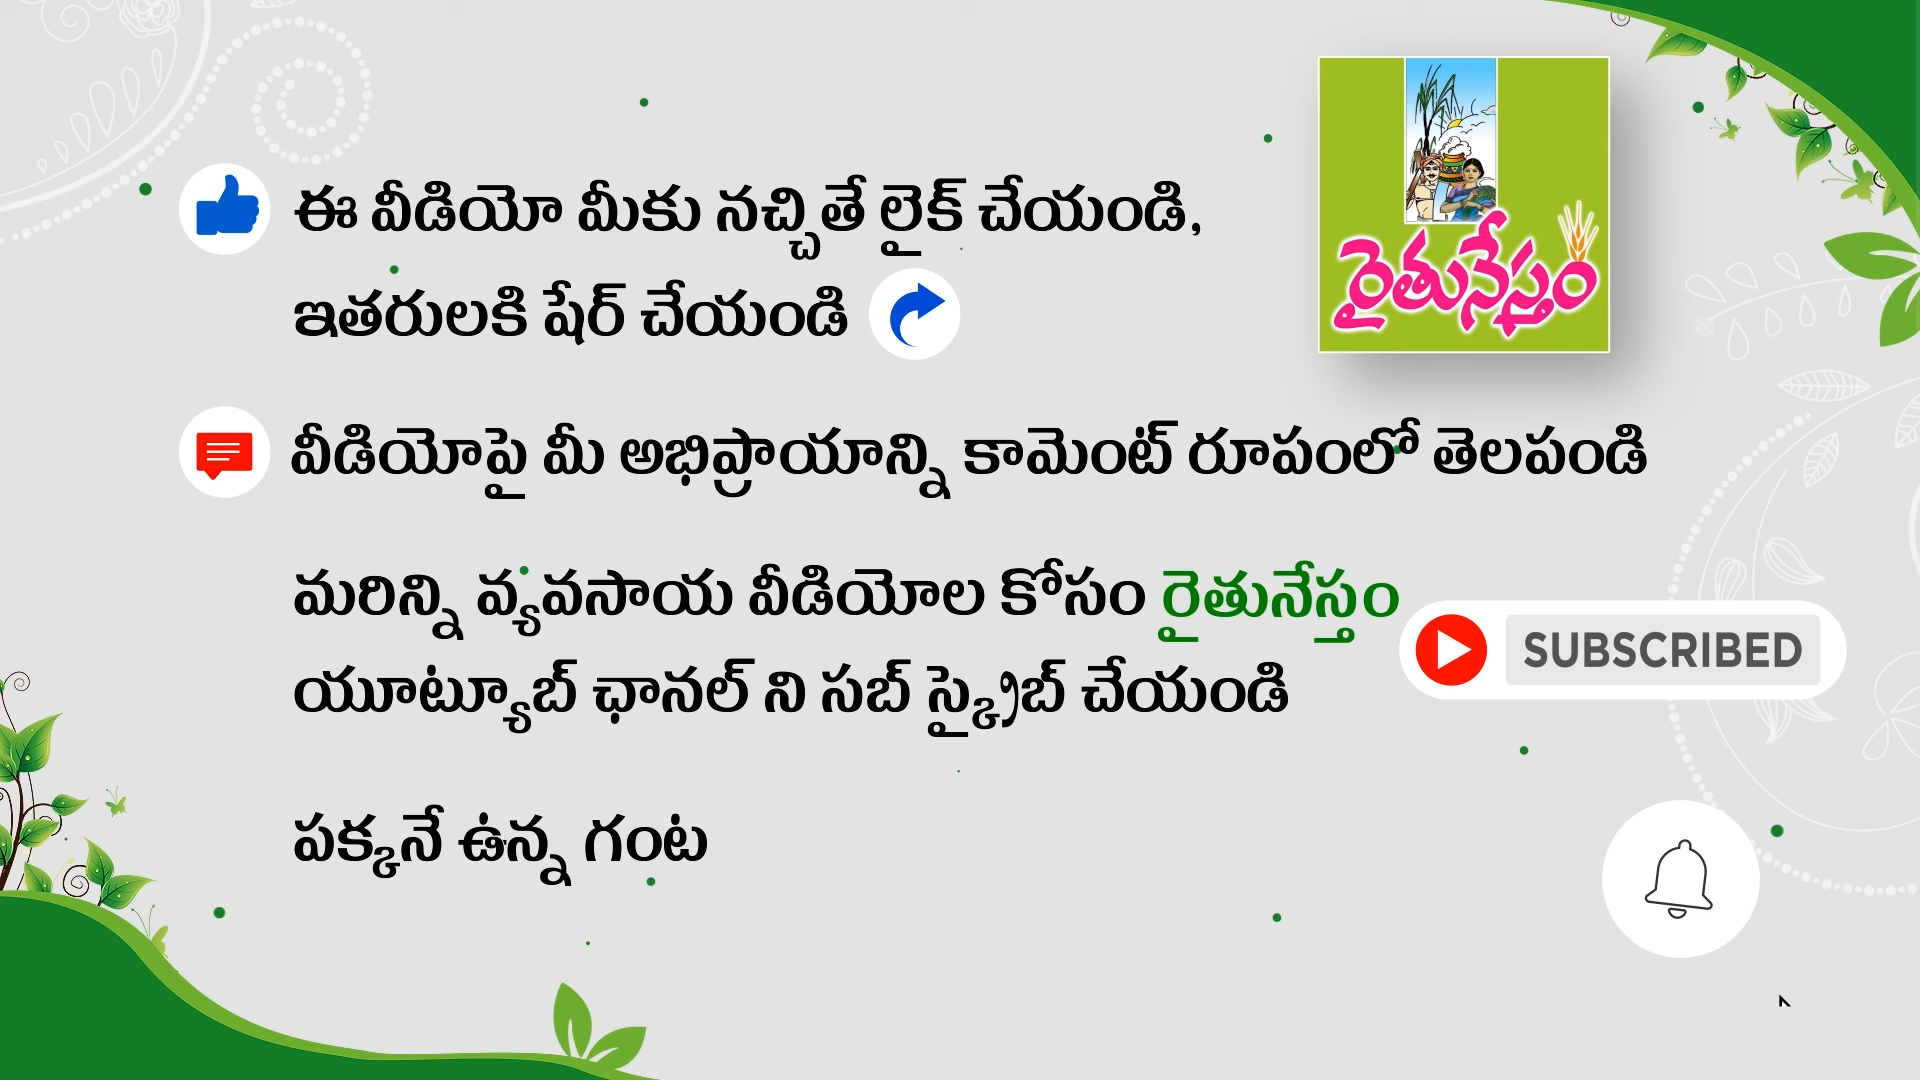 ఈ వీడియో మీకు నచ్చితే లైక్ చేయండి,
ఇతరులకి షేర్ చేయండి
రైతునేస్తం
వీడియోపై మీ అభిప్రాయాన్ని కామెంట్ రూపంలో తెలపండి
మరిన్ని వ్యవసాయ వీడియోల కోసం రైతునేస్తం
యూట్యూబ్ ఛానల్ ని సబ్ స్క్రైబ్ చేయండి
SUBSCRIBED
పక్కనే ఉన్న గంట